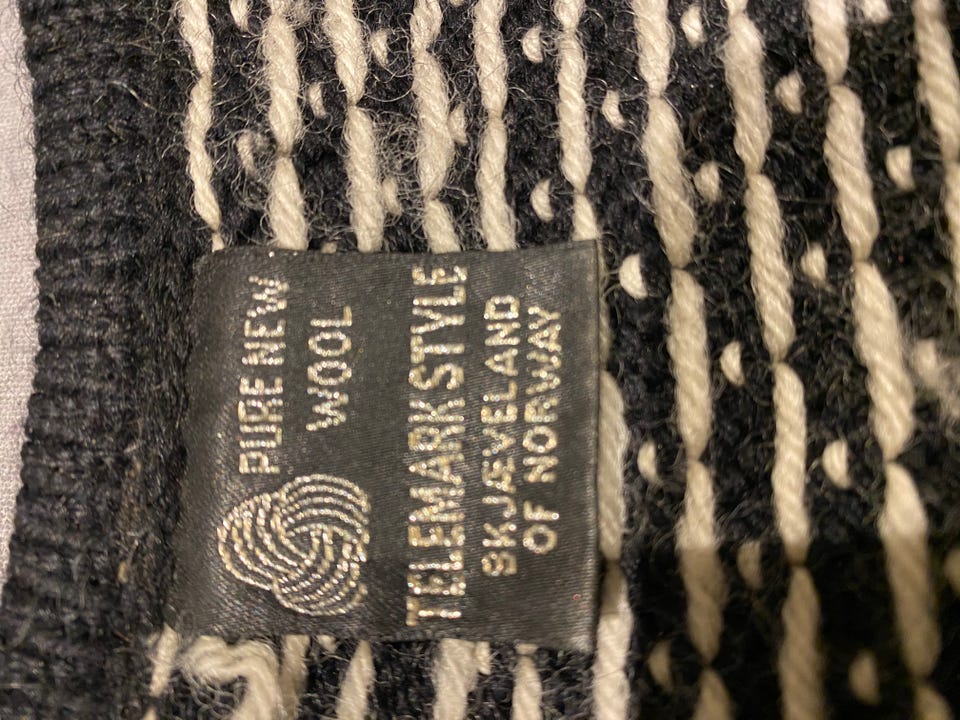 PURE NEW
WOOL
TELEMARK STYLE
SKJÆVELAND
OF NORWAY